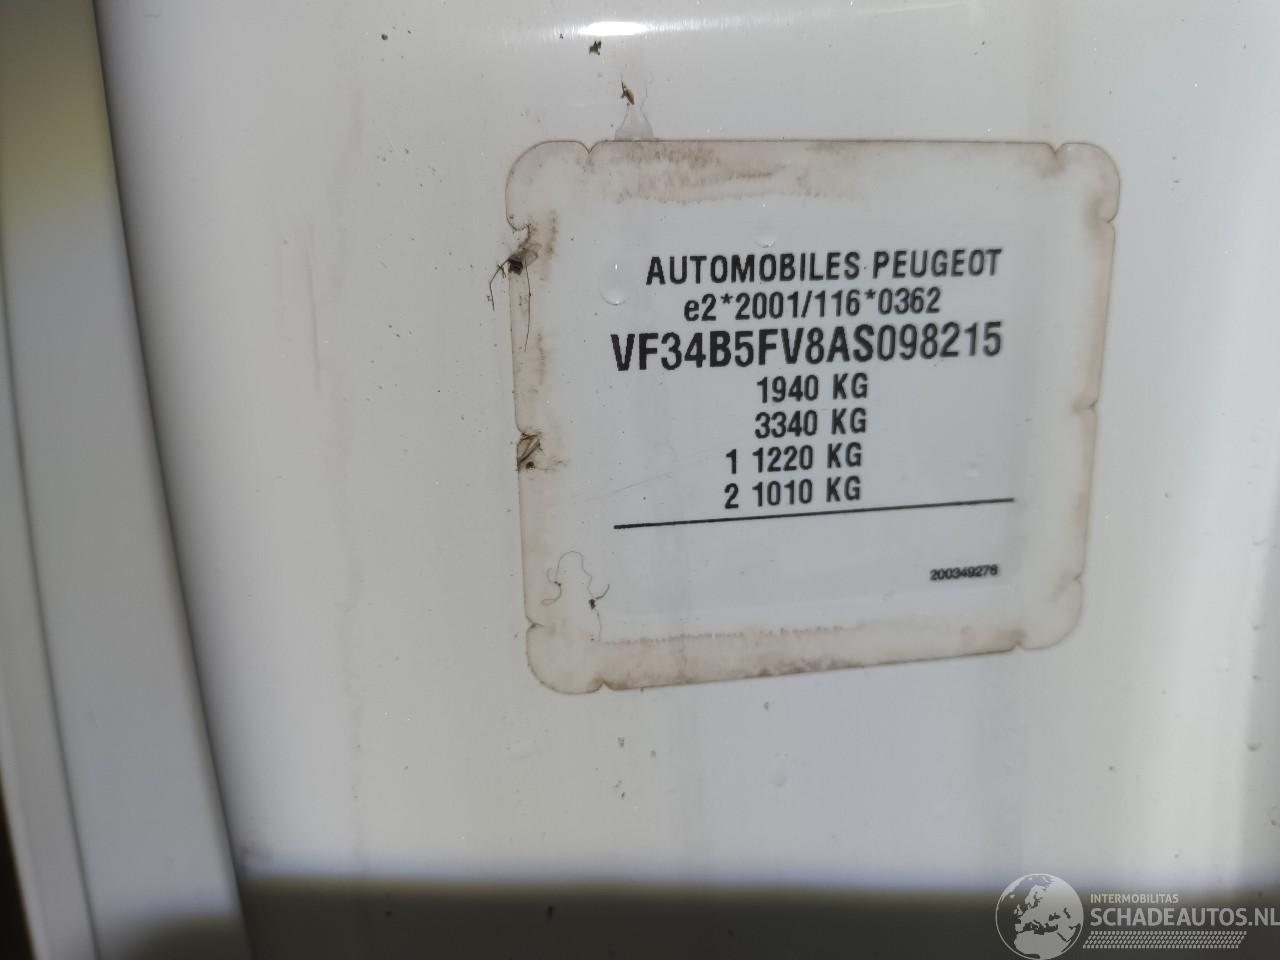 AUTOMOBILES PEUGEOT
e2*2001/116*0362
VF34B5FV8AS098215
1940 KG
3340 KG
1 1220 KG
2 1010 KG
200349276
INTERMOBILITAS
SCHADEAUTOS.NL